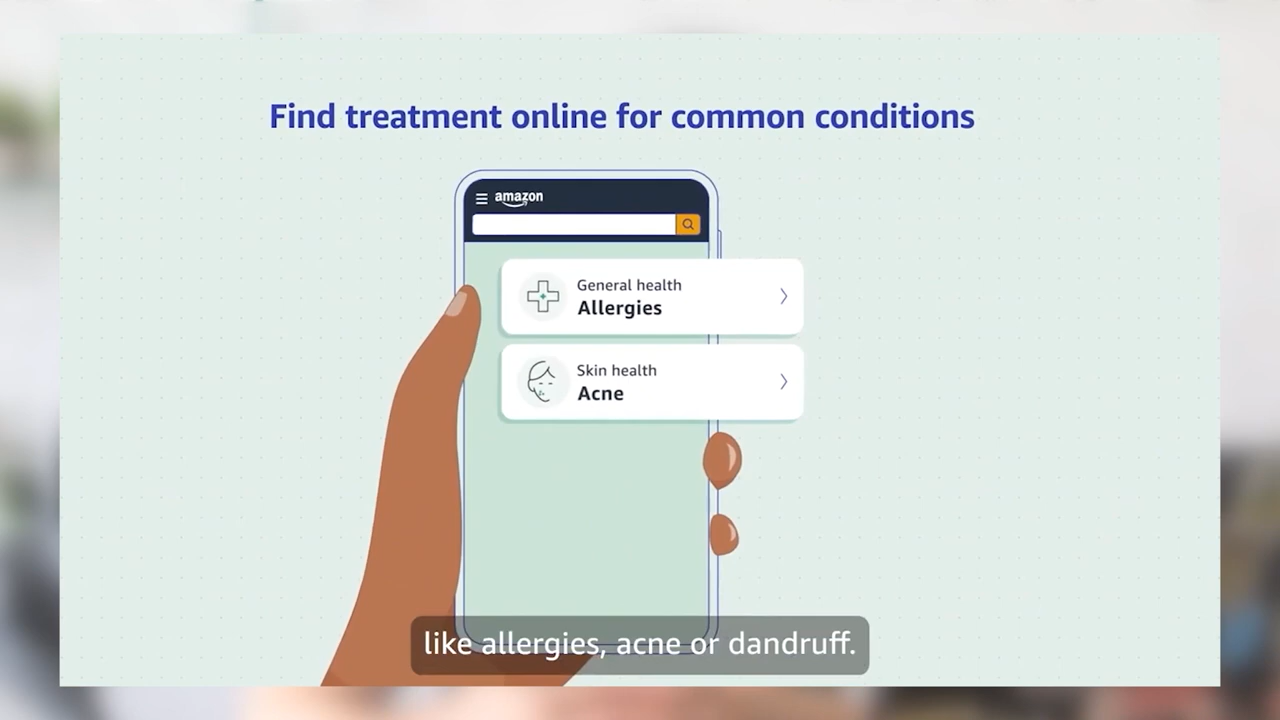 Find treatment online for common conditions
amazon
General health
Allergies
Skin health
Acne
like allergies, acne or dandruff.